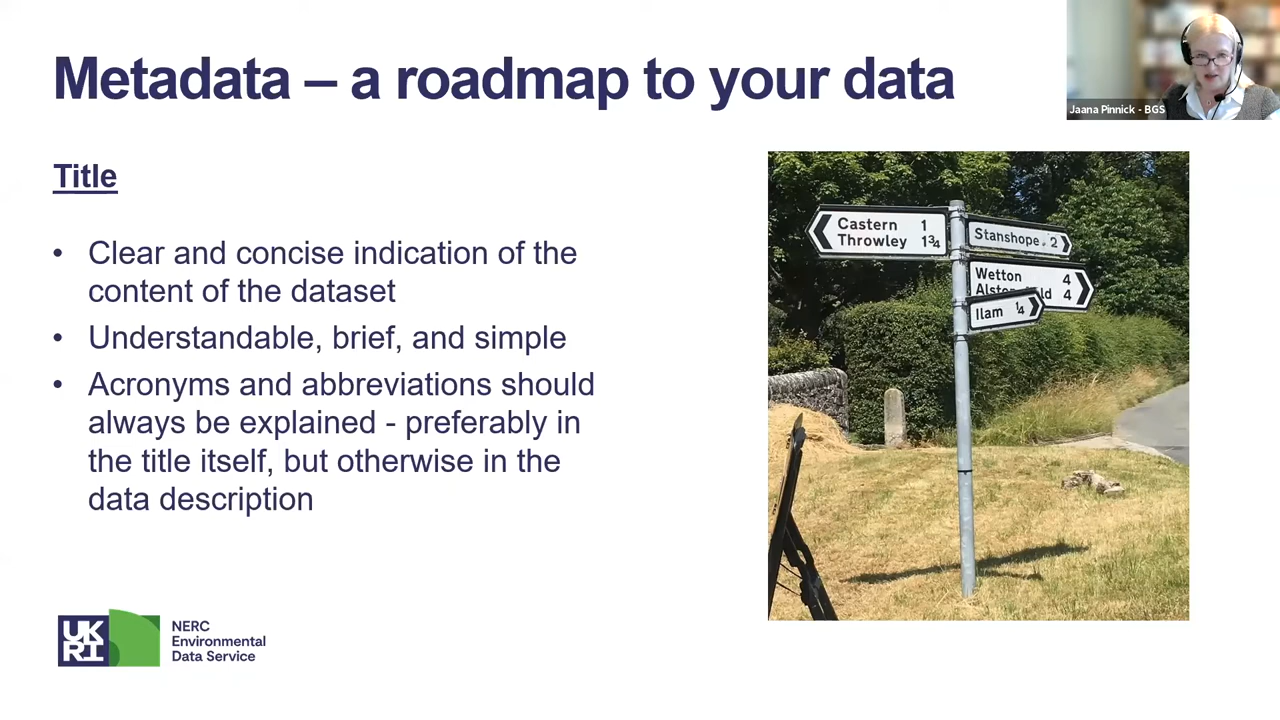 Metadata – a roadmap to your data
Jaana Pinnick - BGS
Title
• Clear and concise indication of the
content of the dataset
• Understandable, brief, and simple
• Acronyms and abbreviations should
always be explained - preferably in
the title itself, but otherwise in the
data description
Castern 1
Throwley 1¾
Stanshope 2
Wetton 4
4
Ilam ¼
UK
RI
NERC
Environmental
Data Service